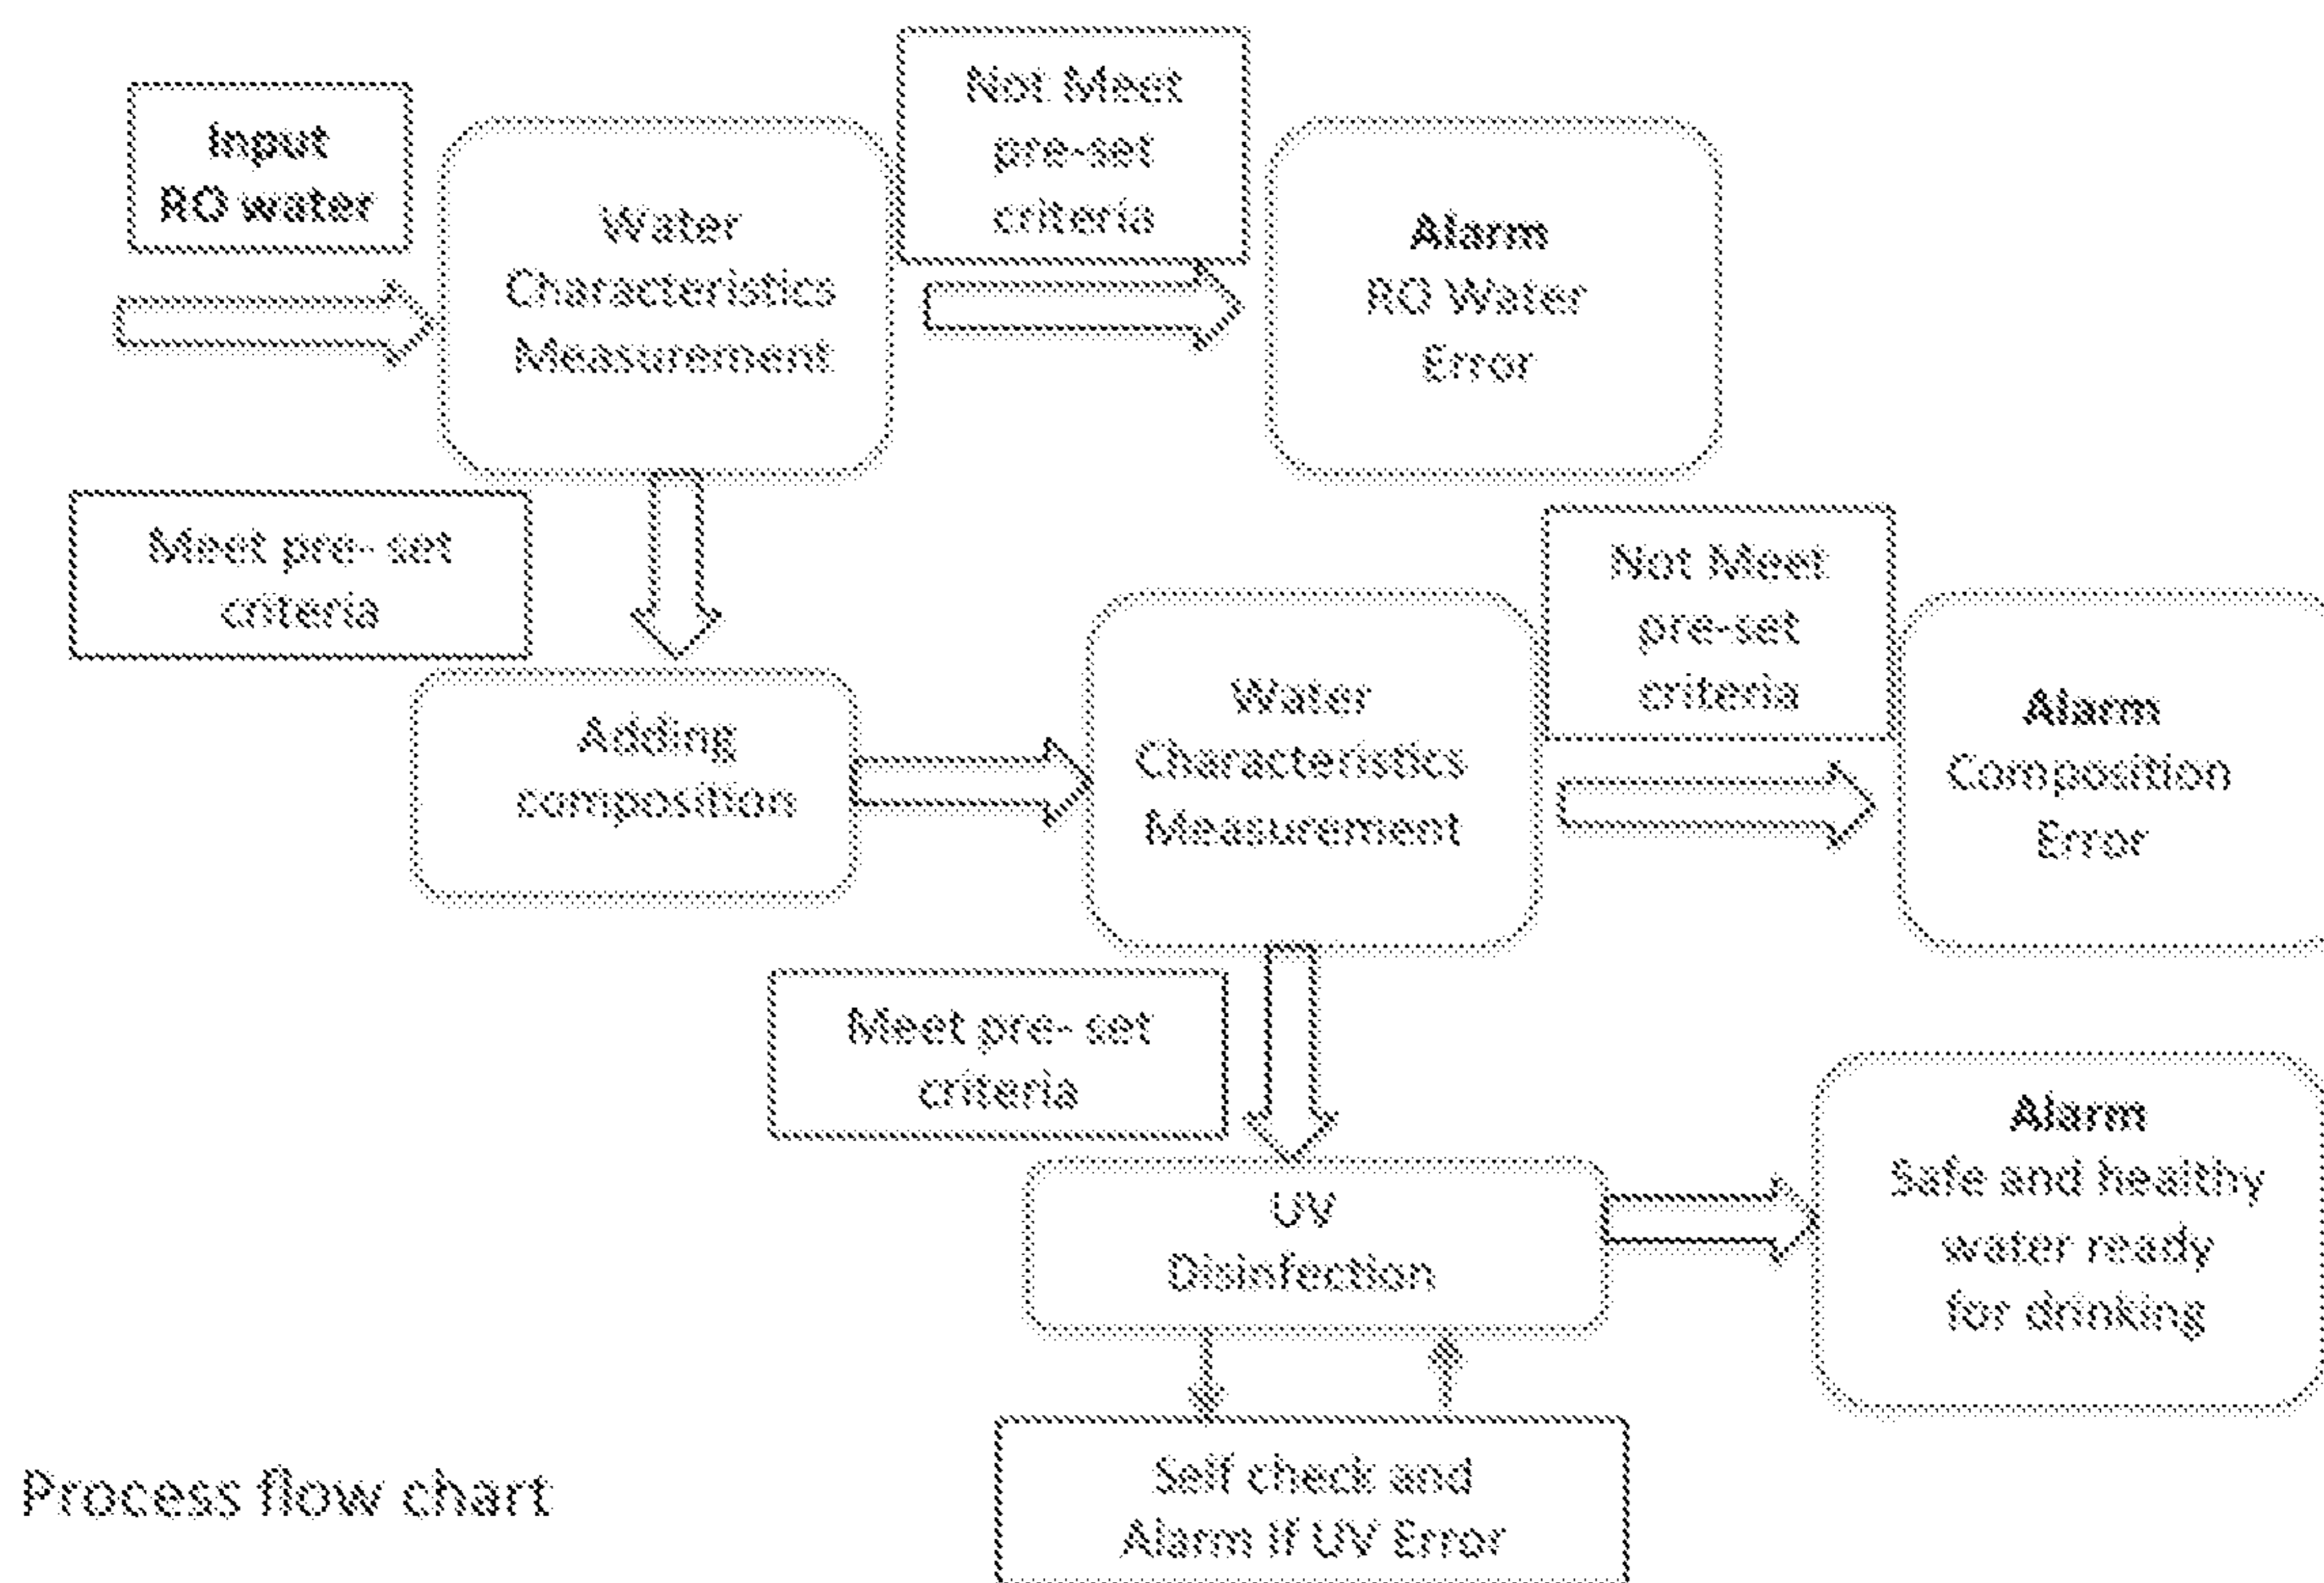 Input
RO water
Water
Characteristics
Measurement
Not Meet
pre-set
criteria
Alarm
RO Water
Error
Meet pre- set
criteria
Adding
composition
Water
Characteristics
Measurement
Not Meet
pre-set
criteria
Alarm
Composition
Error
Meet pre- set
criteria
UV
Disinfection
Alarm
Safe and healthy
water ready
for drinking
Self check and
Alarm if UV Error
Process flow chart